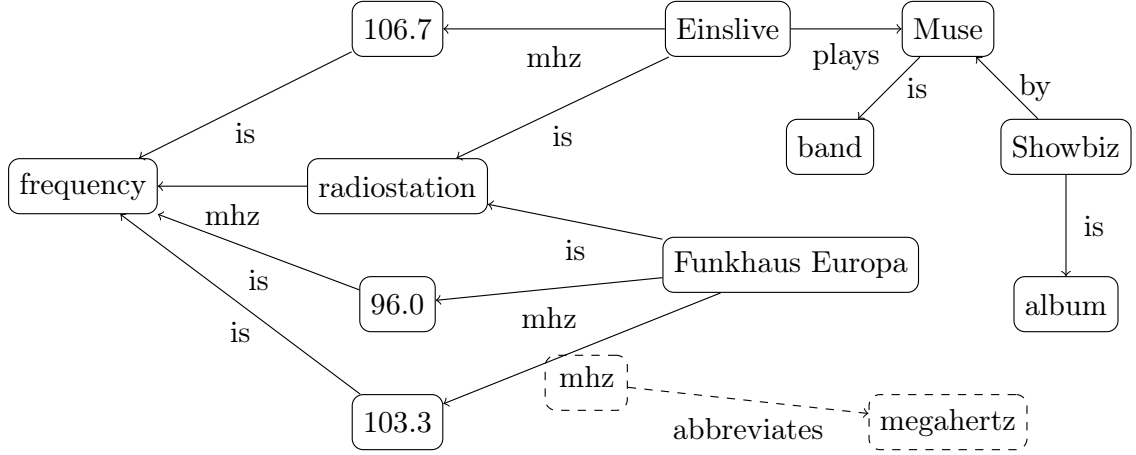 106.7
Einslive
Muse
mhz
plays
is
by
is
is
band
Showbiz
frequency
radiostation
mhz
is
is
is
Funkhaus Europa
96.0
album
is
mhz
mhz
103.3
megahertz
abbreviates